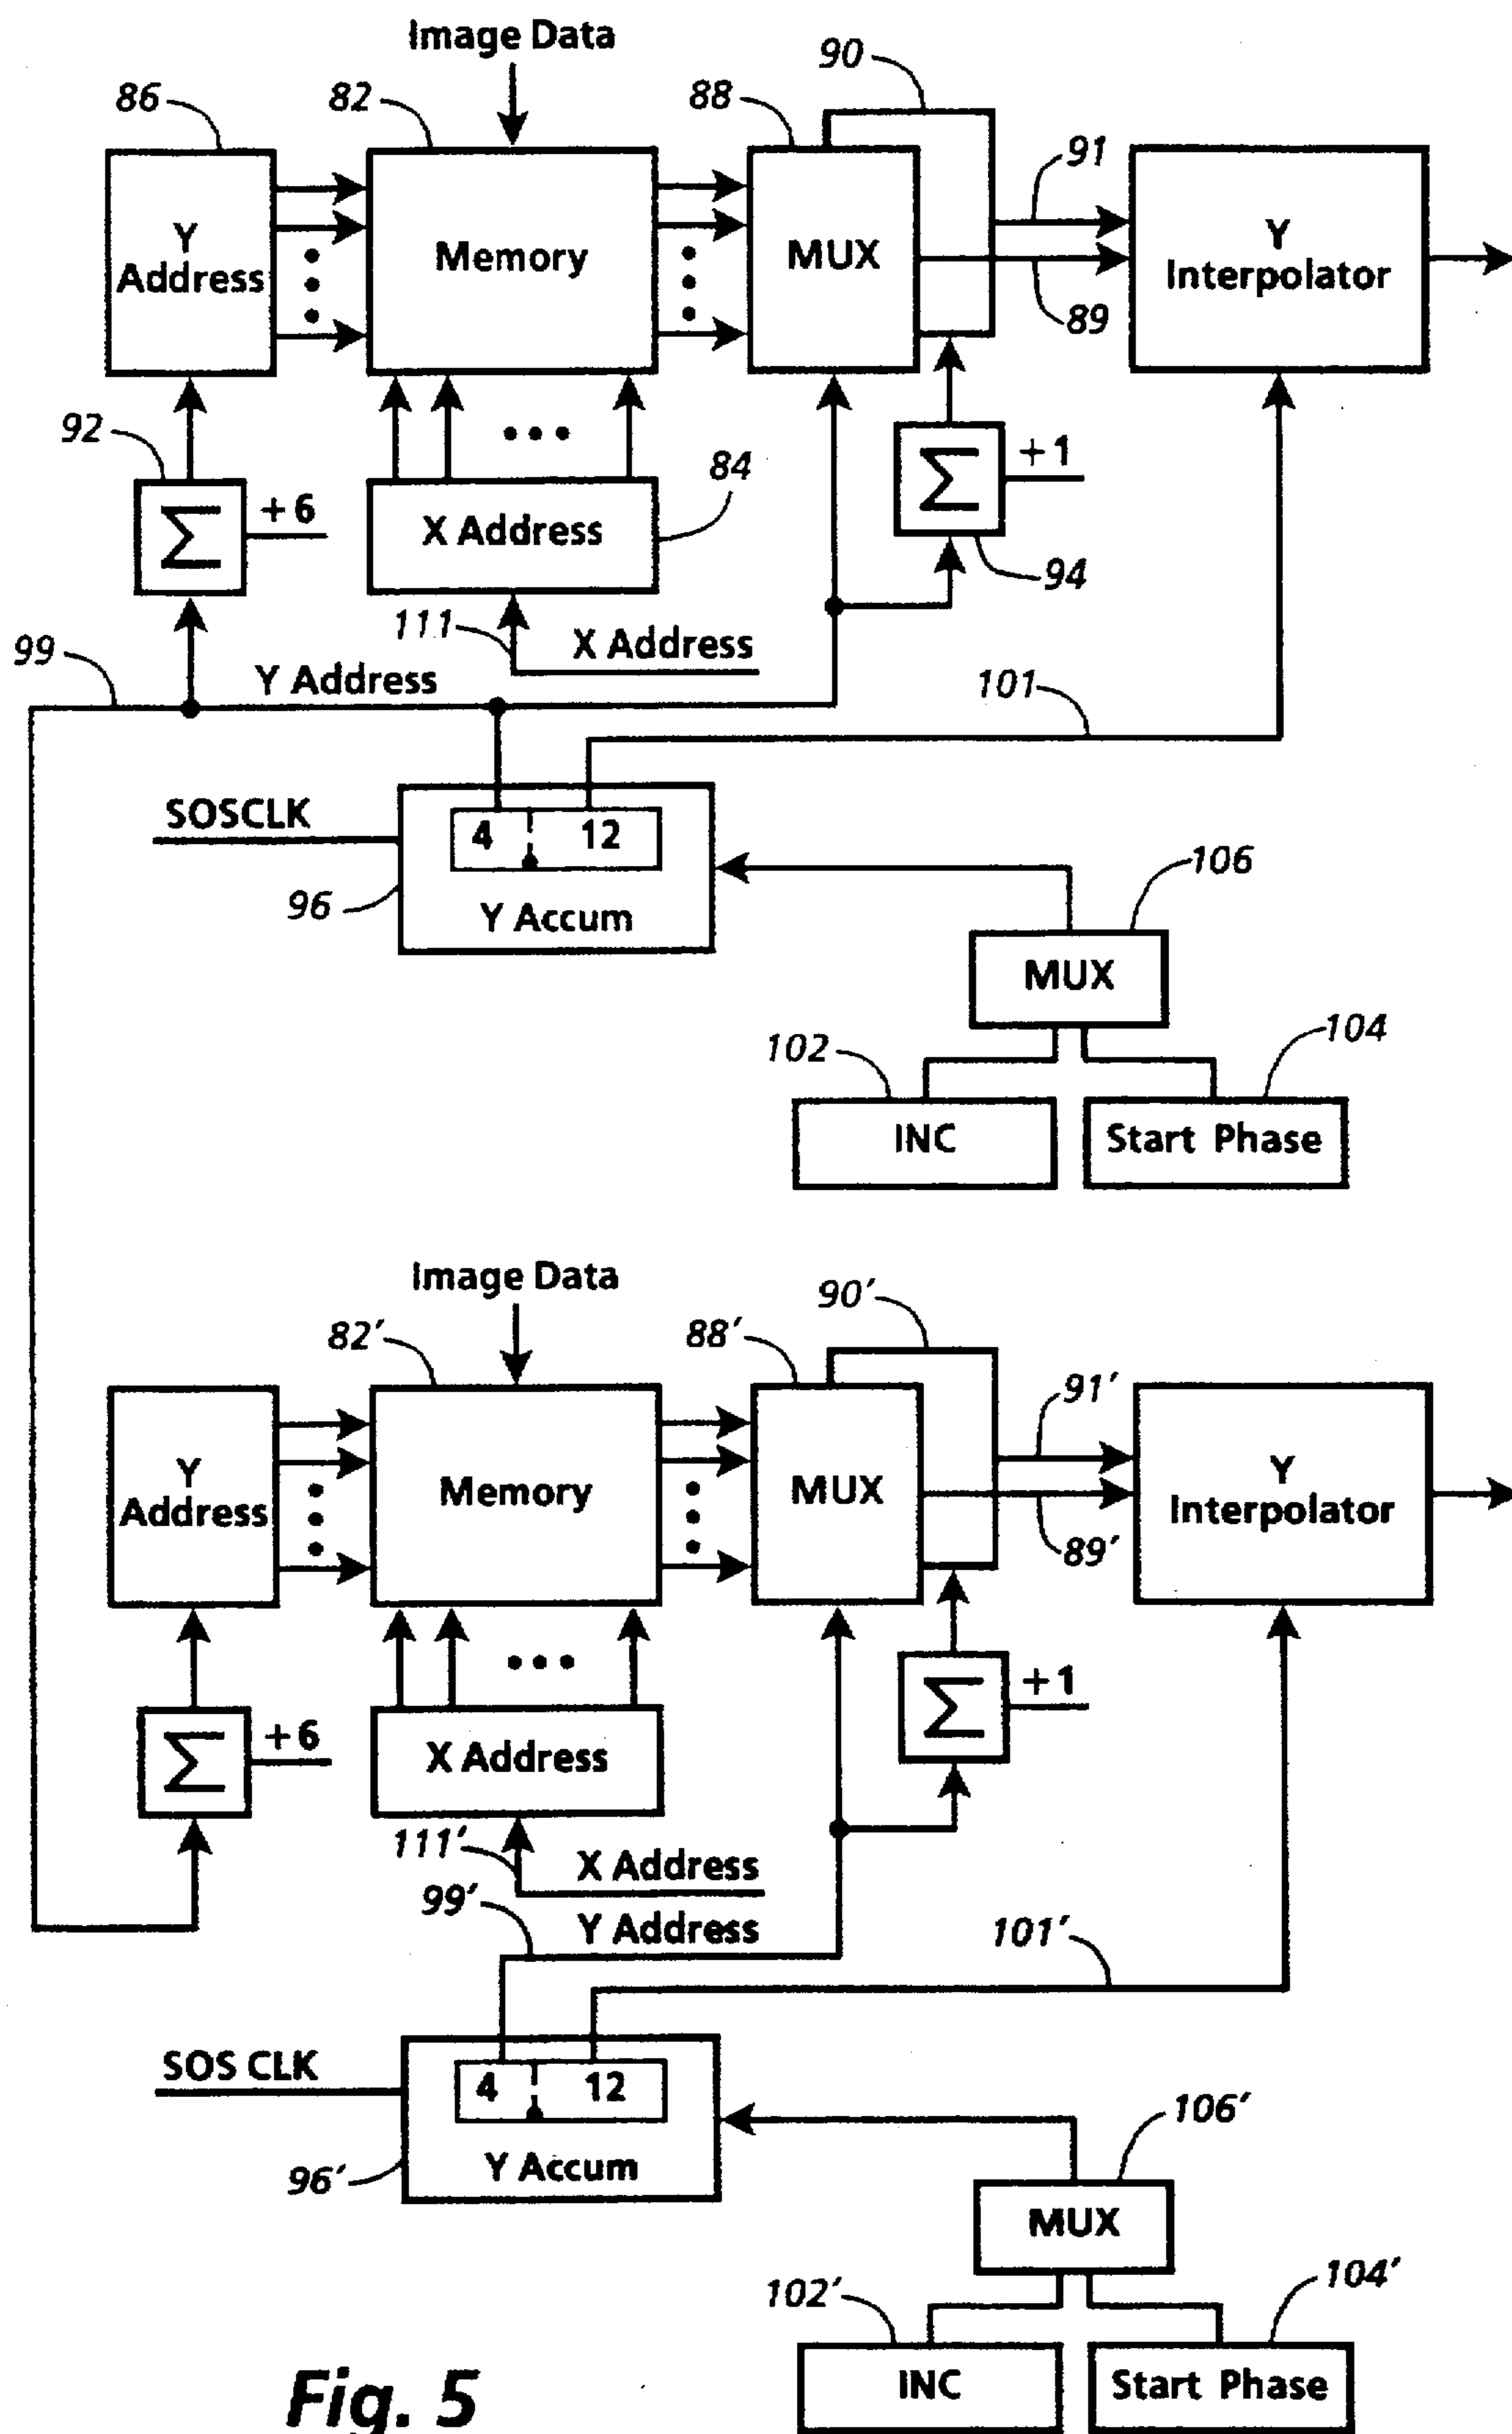 Image Data
90
86
82
88
91
Y
Address
Memory
MUX
Y
Interpolator
89
92
Σ
+6
X Address
84
Σ
+1
94
111
X Address
99
Y Address
101
SOSCLK
4
12
96
Y Accum
106
MUX
102
104
INC
Start Phase
Image Data
90'
82'
88'
91'
Y
Address
Memory
MUX
Y
Interpolator
89'
Σ
+6
X Address
Σ
+1
111'
X Address
99'
Y Address
101'
SOS CLK
4
12
96'
Y Accum
106'
MUX
102'
104'
INC
Start Phase
Fig. 5